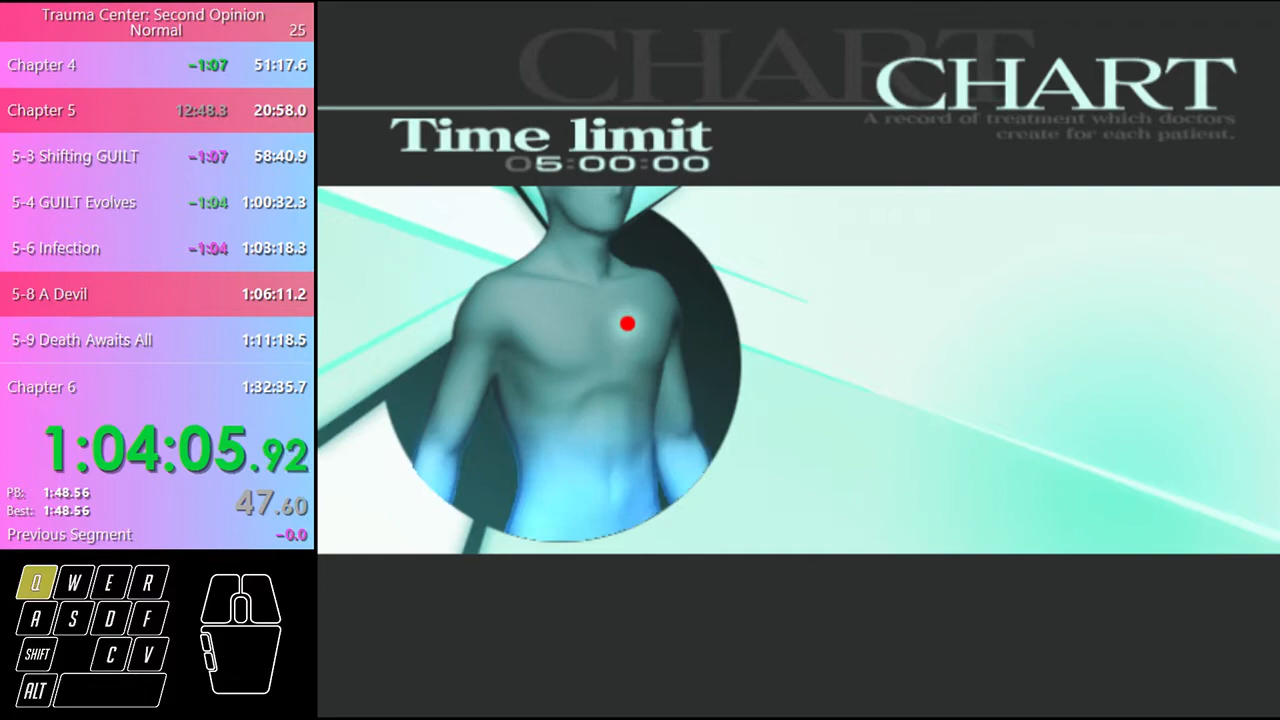 Trauma Center: Second Opinion
Normal 25
Chapter 4 -1:07 51:17.6
Chapter 5 12:48.3 20:58.0
5-3 Shifting GUILT -1:07 58:40.9
5-4 GUILT Evolves -1:04 1:00:32.3
5-6 Infection -1:04 1:03:18.3
5-8 A Devil 1:06:11.2
5-9 Death Awaits All 1:11:18.5
Chapter 6 1:32:35.7
1:04:05.92
PB: 1:48.56
Best: 1:48.56
47.60
Previous Segment -0.0
Q W E R
A S D F
SHIFT C V
ALT
CHART
CHART
A record of treatment which doctors
create for each patient.
Time limit
05:00:00